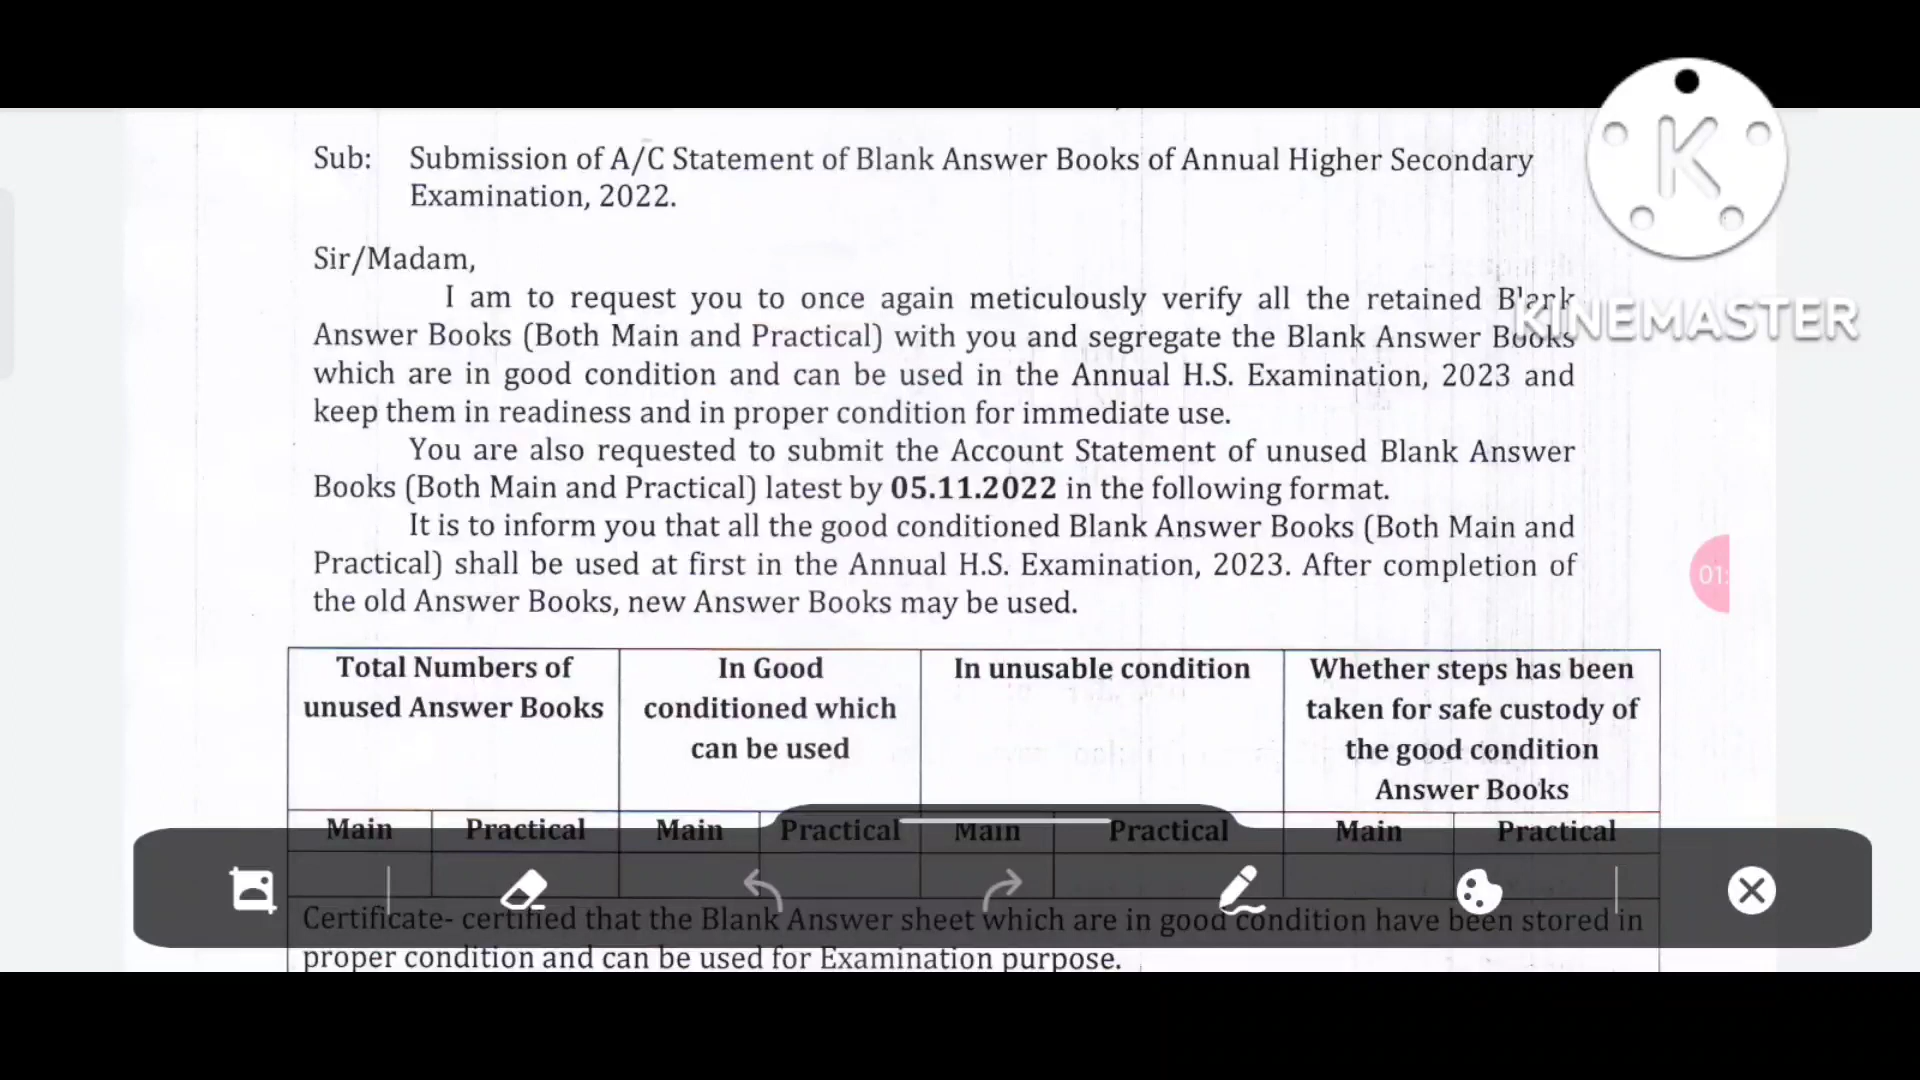 Sub: Submission of A/C Statement of Blank Answer Books of Annual Higher Secondary
Examination, 2022.
Sir/Madam,
I am to request you to once again meticulously verify all the retained Blank
Answer Books (Both Main and Practical) with you and segregate the Blank Answer Books
which are in good condition and can be used in the Annual H.S. Examination, 2023 and
keep them in readiness and in proper condition for immediate use.
You are also requested to submit the Account Statement of unused Blank Answer
Books (Both Main and Practical) latest by 05.11.2022 in the following format.
It is to inform you that all the good conditioned Blank Answer Books (Both Main and
Practical) shall be used at first in the Annual H.S. Examination, 2023. After completion of
the old Answer Books, new Answer Books may be used.
Total Numbers of
unused Answer Books
In Good
conditioned which
can be used
In unusable condition
Whether steps has been
taken for safe custody of
the good condition
Answer Books
Main Practical Main Practical Main Practical Main Practical
Certificate- certified that the Blank Answer sheet which are in good condition have been stored in
proper condition and can be used for Examination purpose.
K
KINEMASTER
01: